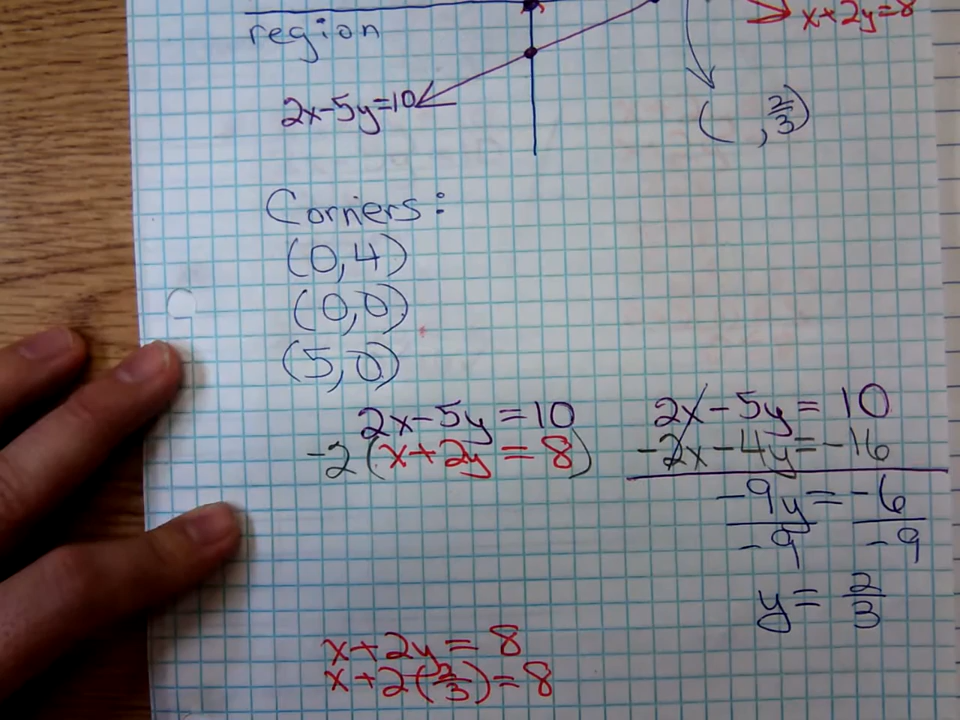 x+2y=8
region
2x-5y=10
( , 2/3)
Corners:
(0,4)
(0,0)
(5,0)
2x-5y=10
-2(x+2y=8)
2x-5y=10
-2x-4y=-16
-9y=-6
-9 -9
y=2/3
x+2y=8
x+2(2/3)=8